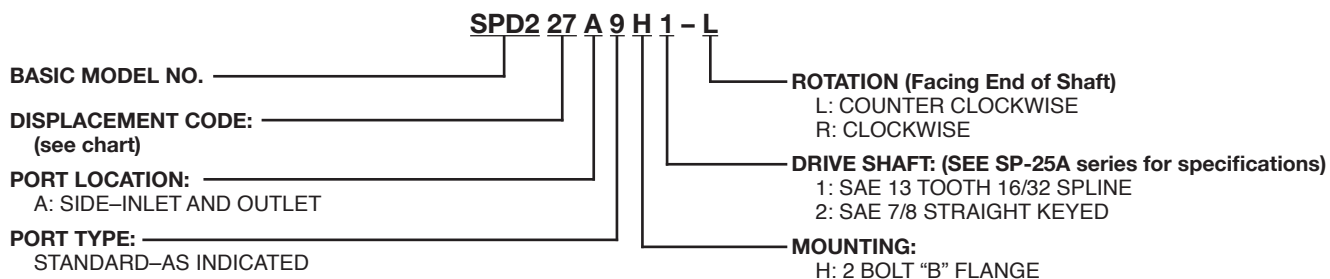 SPD2 27 A 9 H 1 – L
BASIC MODEL NO.
DISPLACEMENT CODE:
(see chart)
PORT LOCATION:
A: SIDE–INLET AND OUTLET
PORT TYPE:
STANDARD–AS INDICATED
ROTATION (Facing End of Shaft)
L: COUNTER CLOCKWISE
R: CLOCKWISE
DRIVE SHAFT: (SEE SP-25A series for specifications)
1: SAE 13 TOOTH 16/32 SPLINE
2: SAE 7/8 STRAIGHT KEYED
MOUNTING:
H: 2 BOLT “B” FLANGE